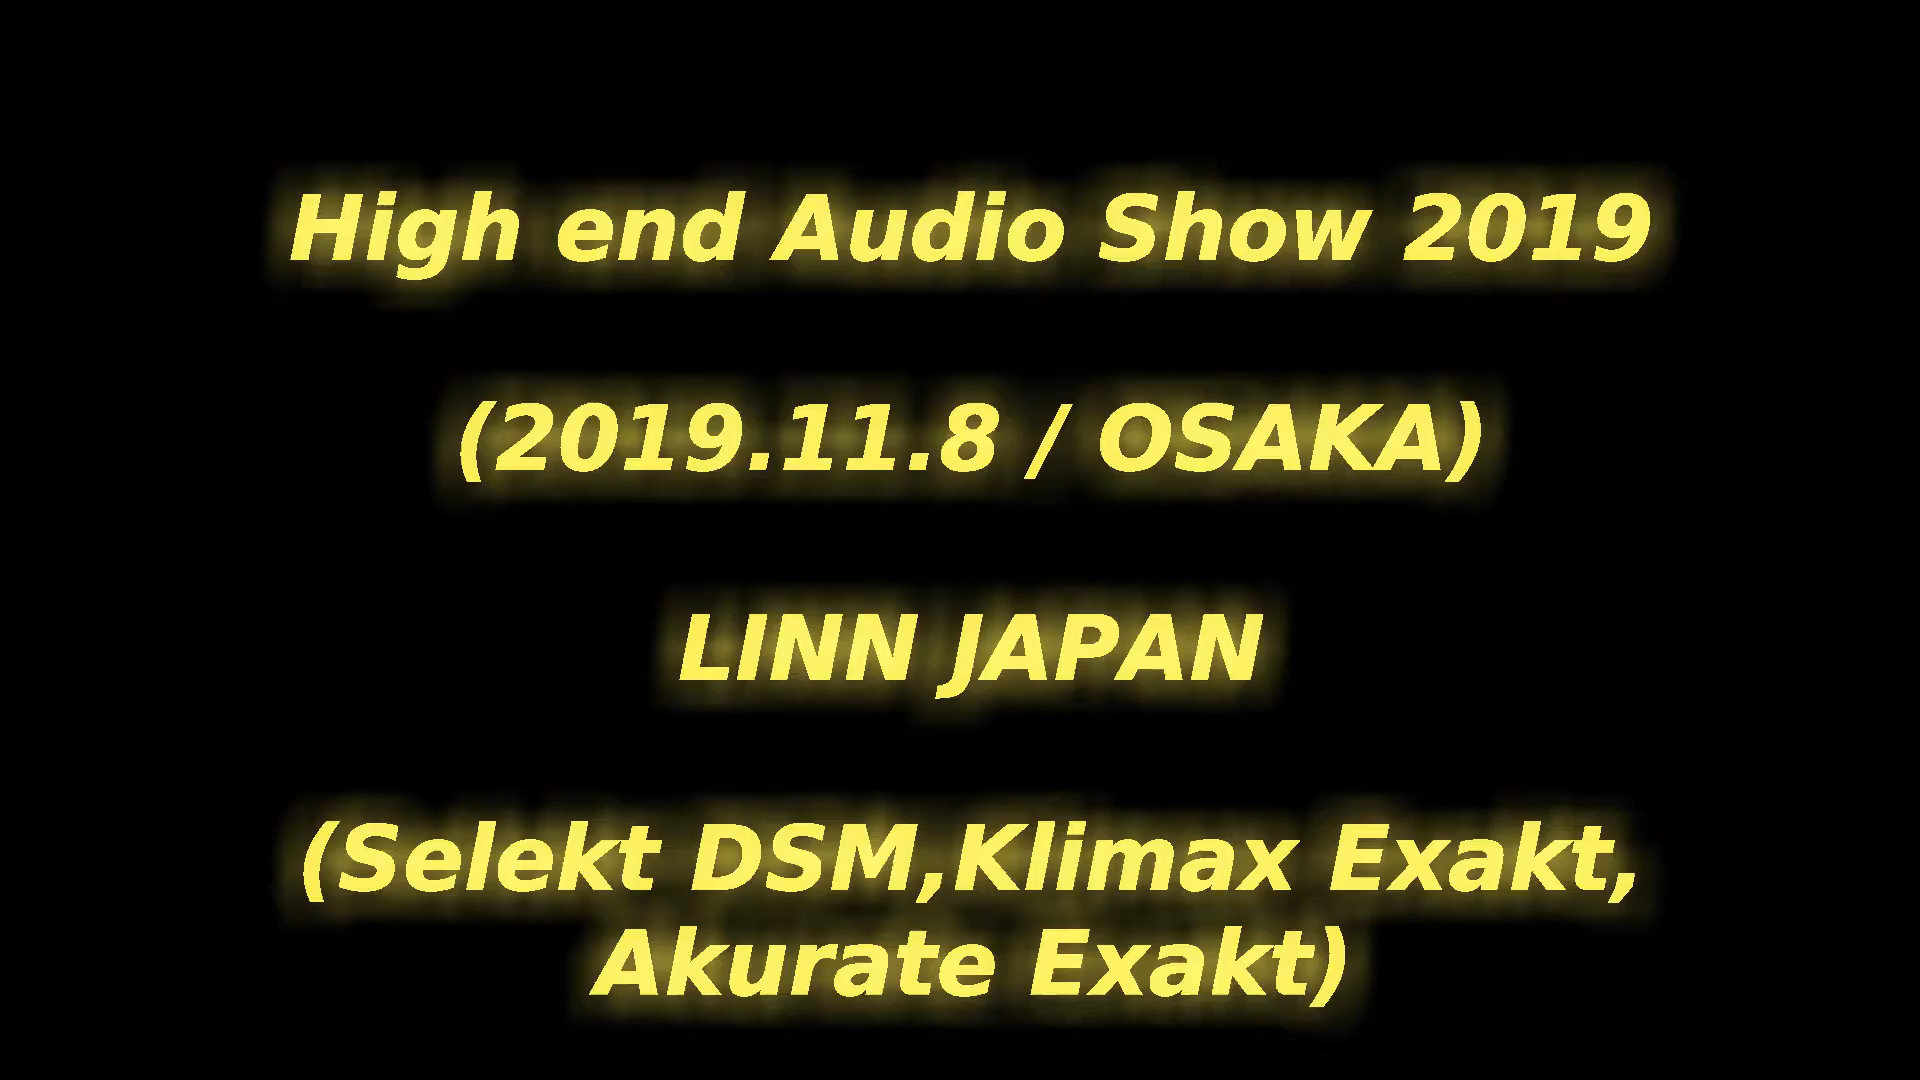 High end Audio Show 2019
(2019.11.8 / OSAKA)
LINN JAPAN
(Selekt DSM,Klimax Exakt,
Akurate Exakt)